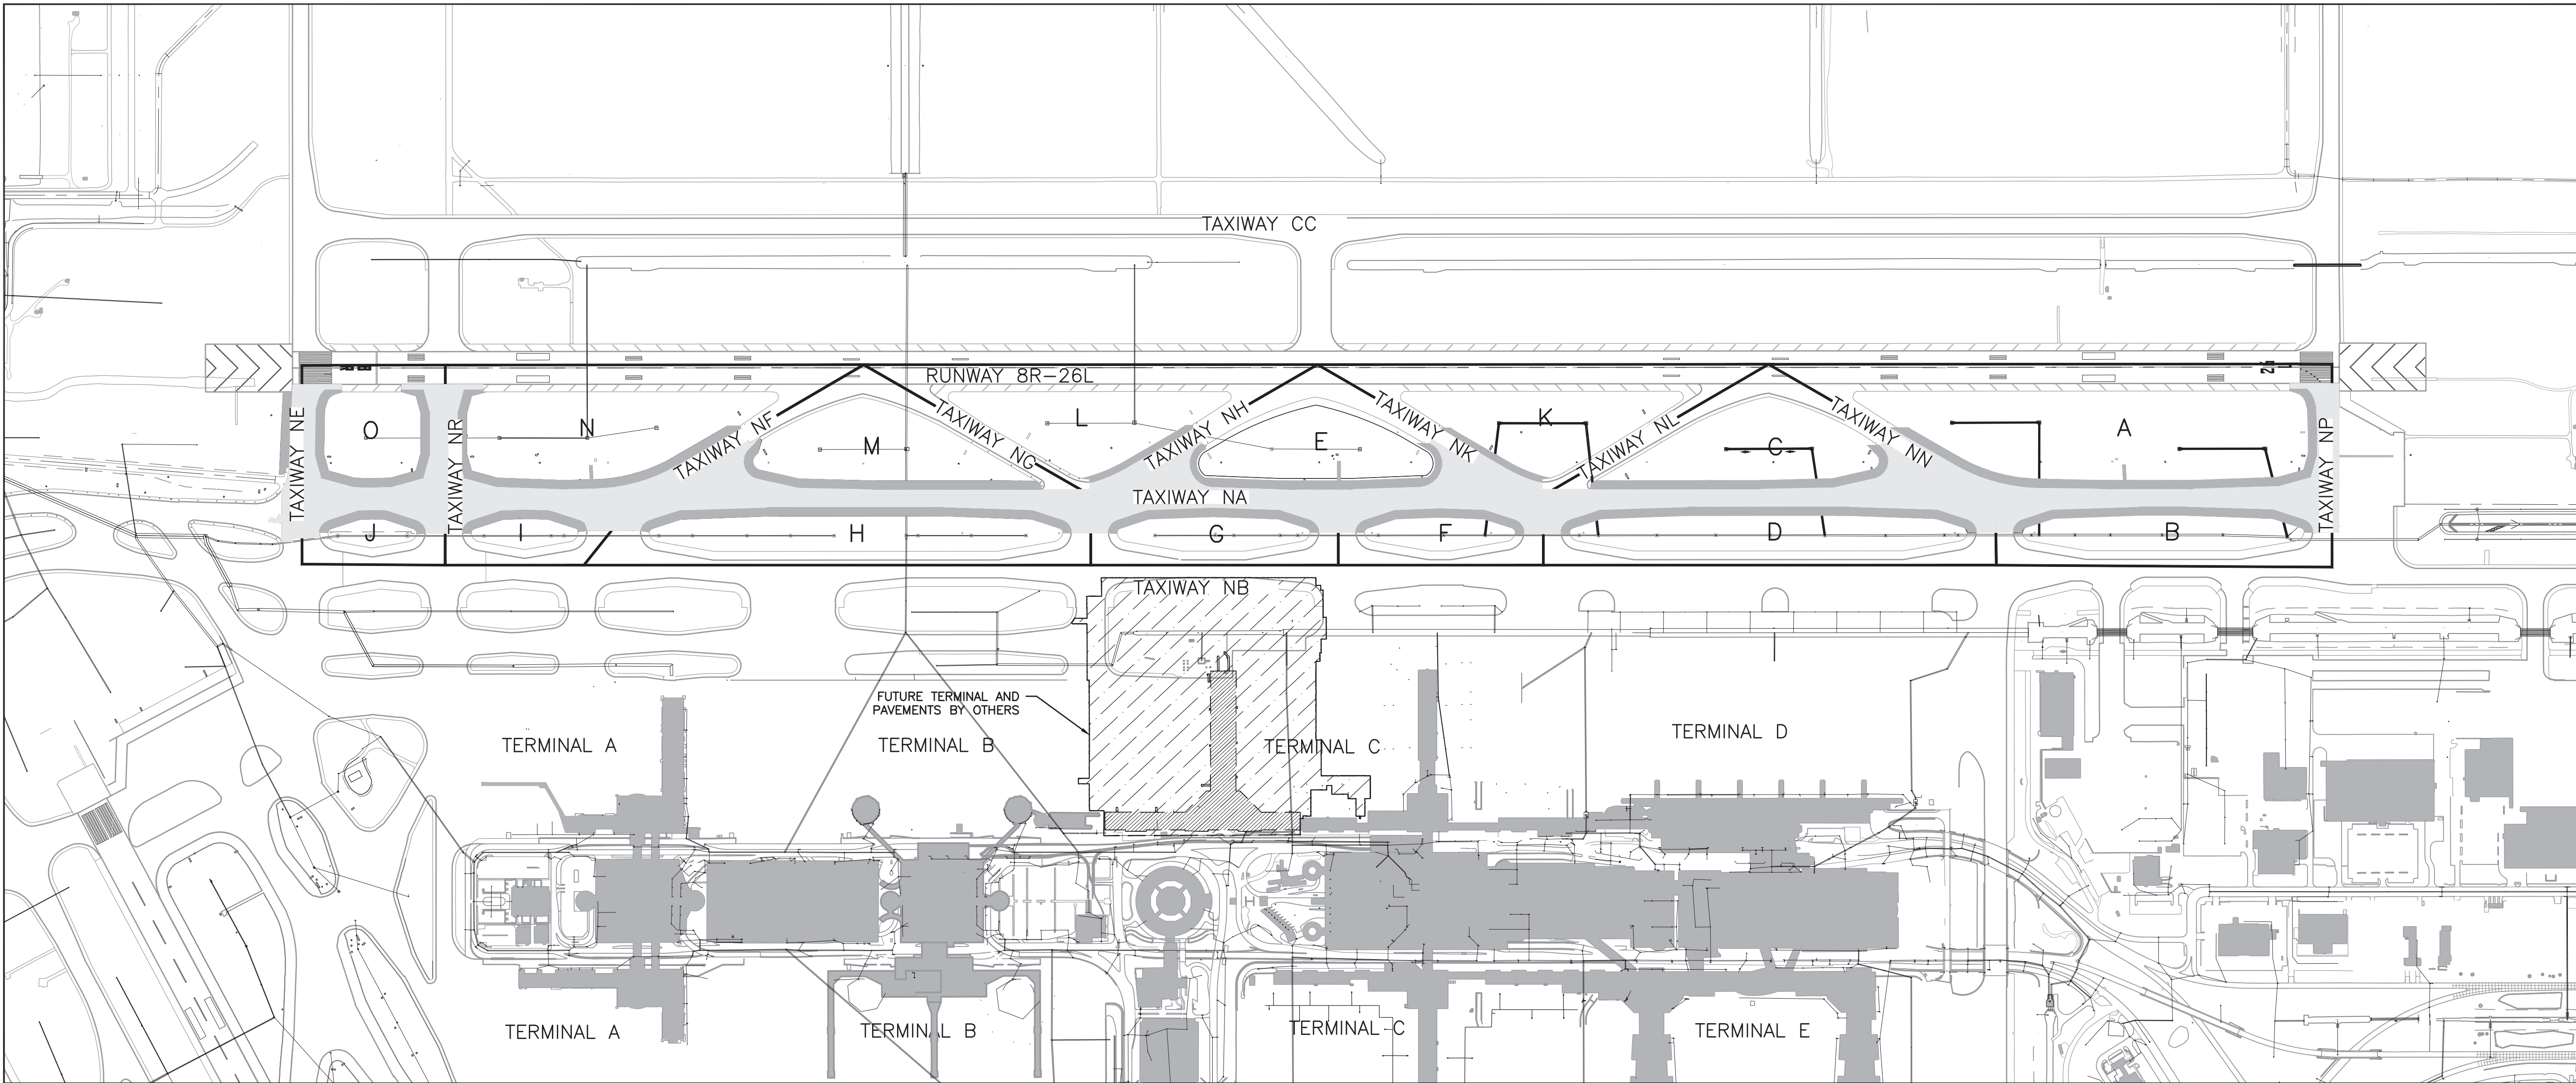 TAXIWAY CC
RUNWAY 8R-26L
TAXIWAY NE
O
TAXIWAY NR
N
TAXIWAY NF
M
TAXIWAY NG
L
TAXIWAY NH
E
TAXIWAY NK
K
TAXIWAY NL
C
TAXIWAY NN
A
TAXIWAY NP
TAXIWAY NA
J
I
H
G
F
D
B
TAXIWAY NB
FUTURE TERMINAL AND
PAVEMENTS BY OTHERS
TERMINAL A
TERMINAL B
TERMINAL C
TERMINAL D
TERMINAL A
TERMINAL B
TERMINAL C
TERMINAL E